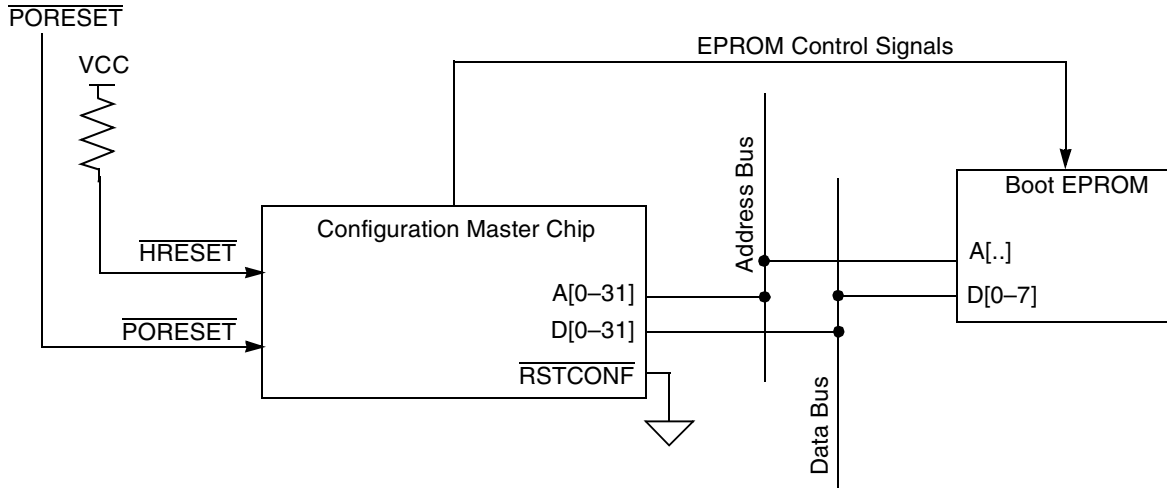 PORESET
VCC
EPROM Control Signals
Address Bus
Boot EPROM
Configuration Master Chip
HRESET
A[..]
A[0–31]
D[0–7]
D[0–31]
PORESET
RSTCONF
Data Bus